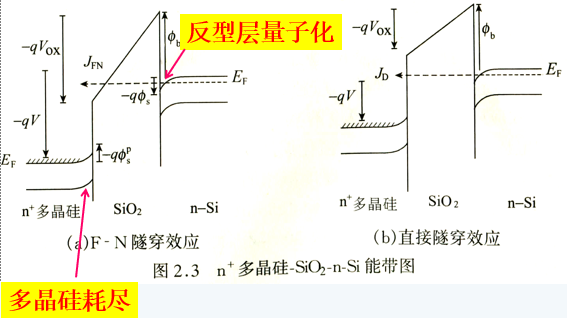 反型层量子化
-qV_OX
ϕ_b
J_FN
E_F
-qϕ_s
-qV
E_F
-qϕ_s^p
n⁺多晶硅 SiO₂ n-Si
(a)F-N隧穿效应
-qV_OX
ϕ_b
J_D
E_F
-qV
n⁺多晶硅 SiO₂ n-Si
(b)直接隧穿效应
图 2.3 n⁺多晶硅-SiO₂-n-Si 能带图
多晶硅耗尽